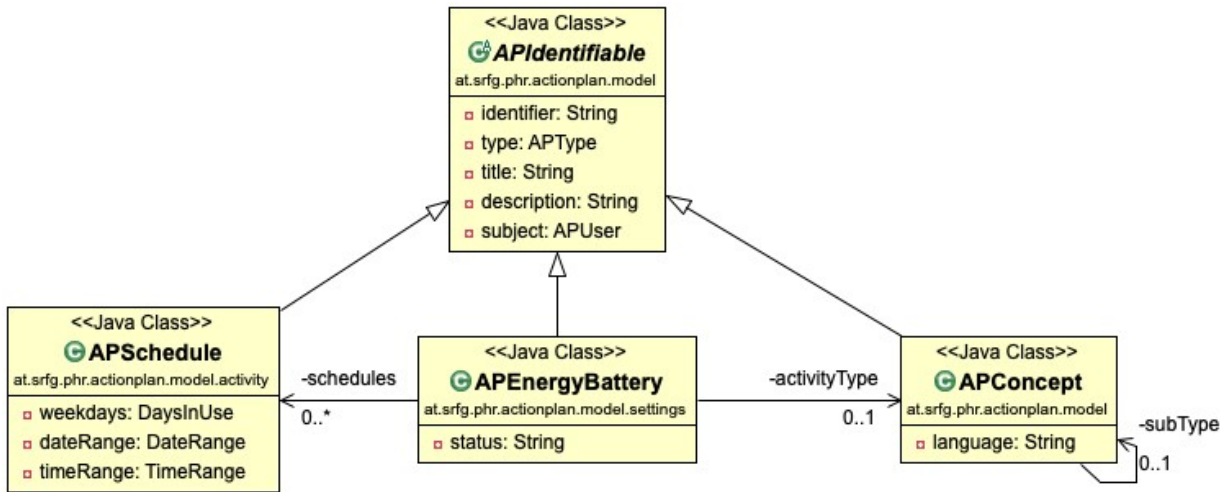 <<Java Class>>
APIdentifiable
at.srfg.phr.actionplan.model
identifier: String
type: APType
title: String
description: String
subject: APUser
<<Java Class>>
APSchedule
at.srfg.phr.actionplan.model.activity
weekdays: DaysInUse
dateRange: DateRange
timeRange: TimeRange
-schedules
0..*
<<Java Class>>
APEnergyBattery
at.srfg.phr.actionplan.model.settings
status: String
-activityType
0..1
<<Java Class>>
APConcept
at.srfg.phr.actionplan.model
language: String
-subType
0..1